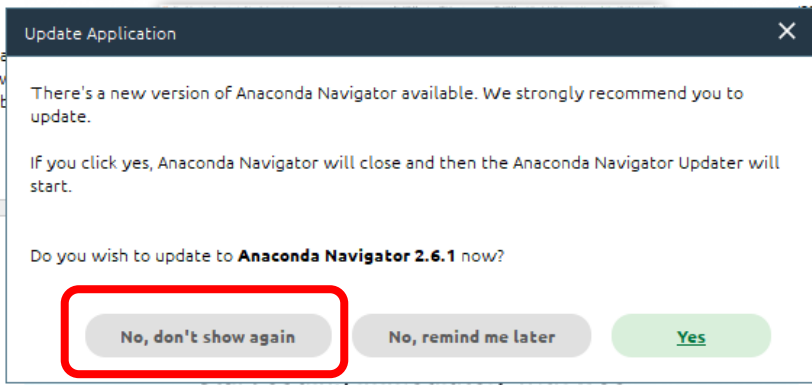 Update Application
There's a new version of Anaconda Navigator available. We strongly recommend you to
update.
If you click yes, Anaconda Navigator will close and then the Anaconda Navigator Updater will
start.
Do you wish to update to Anaconda Navigator 2.6.1 now?
No, don't show again
No, remind me later
Yes